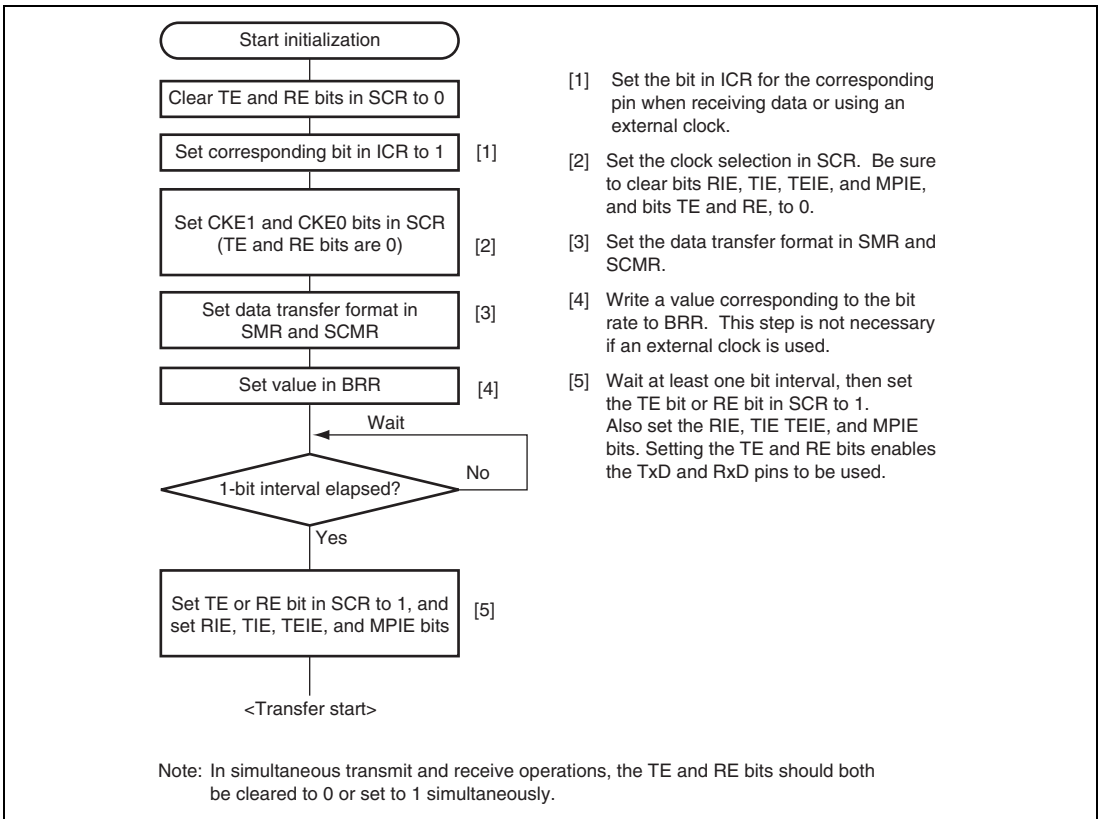 Start initialization
Clear TE and RE bits in SCR to 0
Set corresponding bit in ICR to 1
[1]
Set CKE1 and CKE0 bits in SCR
(TE and RE bits are 0)
[2]
Set data transfer format in
SMR and SCMR
[3]
Set value in BRR
[4]
Wait
1-bit interval elapsed?
No
Yes
Set TE or RE bit in SCR to 1, and
set RIE, TIE, TEIE, and MPIE bits
[5]
<Transfer start>
[1] Set the bit in ICR for the corresponding
pin when receiving data or using an
external clock.
[2] Set the clock selection in SCR. Be sure
to clear bits RIE, TIE, TEIE, and MPIE,
and bits TE and RE, to 0.
[3] Set the data transfer format in SMR and
SCMR.
[4] Write a value corresponding to the bit
rate to BRR. This step is not necessary
if an external clock is used.
[5] Wait at least one bit interval, then set
the TE bit or RE bit in SCR to 1.
Also set the RIE, TIE TEIE, and MPIE
bits. Setting the TE and RE bits enables
the TxD and RxD pins to be used.
Note: In simultaneous transmit and receive operations, the TE and RE bits should both
be cleared to 0 or set to 1 simultaneously.